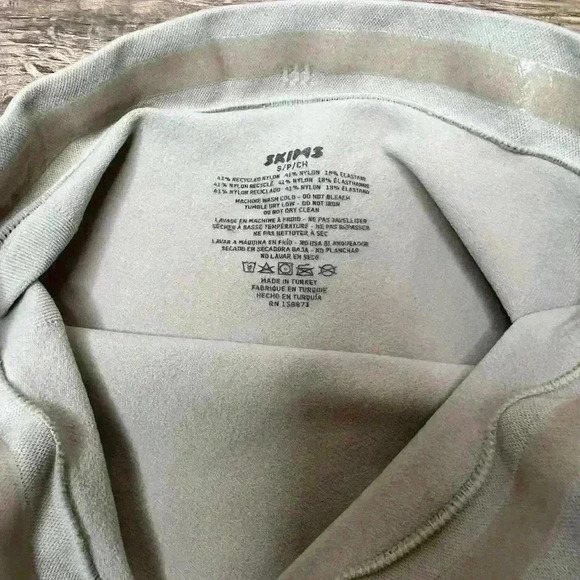 SKIMS
S/P/CH
41% RECYCLED NYLON 41% NYLON 18% ELASTANE
41% NYLON RECYCLÉ 41% NYLON 18% ÉLASTHANNE
41% NYLON RECICLADO 41% NYLON 18% ELASTANO
MACHINE WASH COLD - DO NOT BLEACH
TUMBLE DRY LOW - DO NOT IRON
DO NOT DRY CLEAN
LAVAGE EN MACHINE À FROID - NE PAS JAVELLISER
SÉCHER À BASSE TEMPÉRATURE - NE PAS REPASSER
NE PAS NETTOYER À SEC
LAVAR A MÁQUINA EN FRÍO - NO USA BLANQUEADOR
SECADO EN SECADORA BAJA - NO PLANCHAR
NO LAVAR EN SECO
MADE IN TURKEY
FABRIQUÉ EN TURQUIE
HECHO EN TURQUÍA
RN 158671